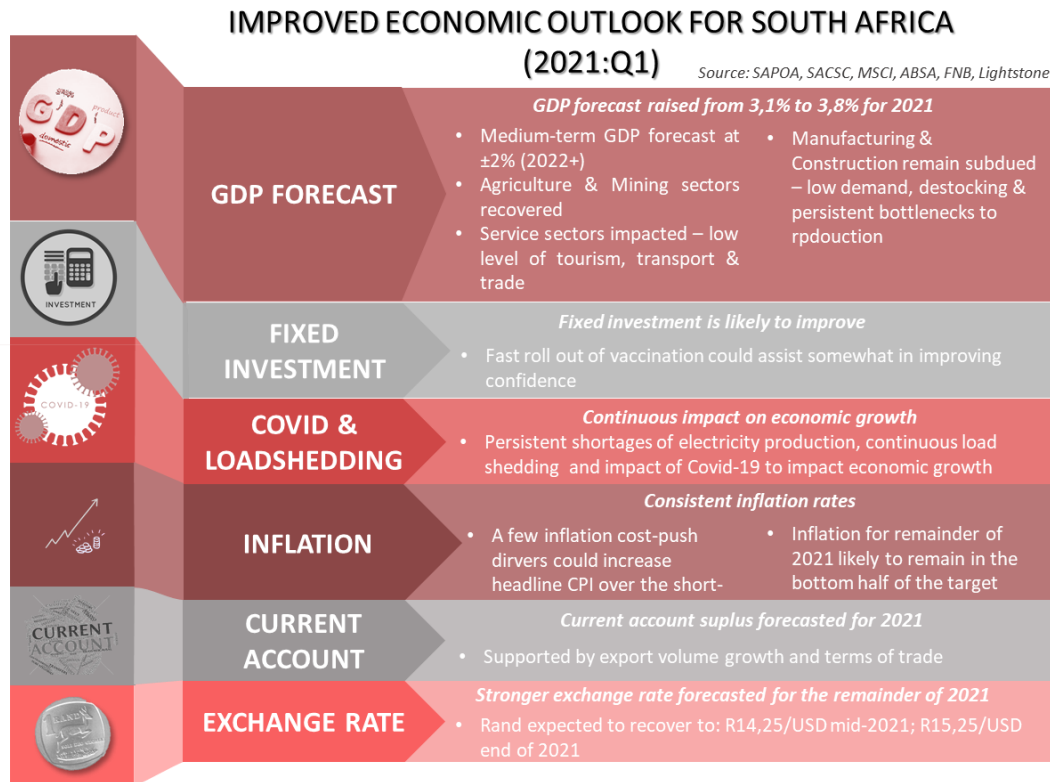 IMPROVED ECONOMIC OUTLOOK FOR SOUTH AFRICA
(2021:Q1)
Source: SAPOA, SACSC, MSCI, ABSA, FNB, Lightstone
GDP
product
domestic
GDP FORECAST
GDP forecast raised from 3,1% to 3,8% for 2021
• Medium-term GDP forecast at
±2% (2022+)
• Agriculture & Mining sectors
recovered
• Service sectors impacted – low
level of tourism, transport &
trade
• Manufacturing &
Construction remain subdued
– low demand, destocking &
persistent bottlenecks to
rpdouction
INVESTMENT
FIXED
INVESTMENT
Fixed investment is likely to improve
• Fast roll out of vaccination could assist somewhat in improving
confidence
COVID-19
COVID &
LOADSHEDDING
Continuous impact on economic growth
• Persistent shortages of electricity production, continuous load
shedding and impact of Covid-19 to impact economic growth
INFLATION
Consistent inflation rates
• A few inflation cost-push
dirvers could increase
headline CPI over the short-
• Inflation for remainder of
2021 likely to remain in the
bottom half of the target
CURRENT
ACCOUNT
CURRENT
ACCOUNT
Current account suplus forecasted for 2021
• Supported by export volume growth and terms of trade
RAND
EXCHANGE RATE
Stronger exchange rate forecasted for the remainder of 2021
• Rand expected to recover to: R14,25/USD mid-2021; R15,25/USD
end of 2021